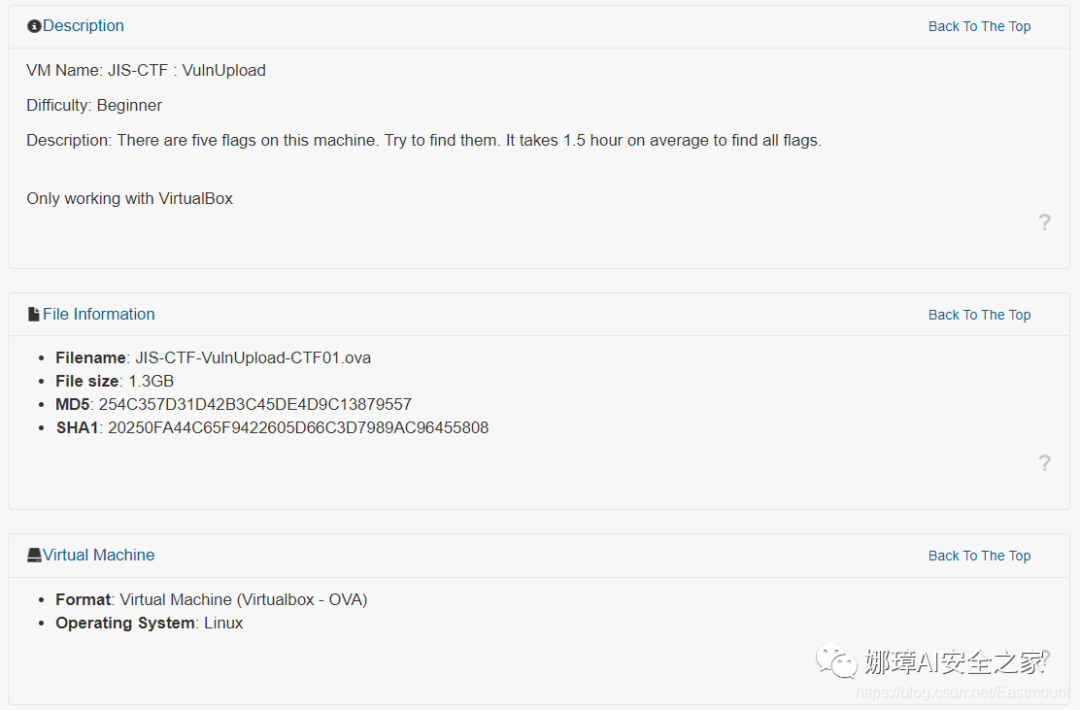 Description Back To The Top
VM Name: JIS-CTF : VulnUpload
Difficulty: Beginner
Description: There are five flags on this machine. Try to find them. It takes 1.5 hour on average to find all flags.
Only working with VirtualBox
?
File Information Back To The Top
• Filename: JIS-CTF-VulnUpload-CTF01.ova
• File size: 1.3GB
• MD5: 254C357D31D42B3C45DE4D9C13879557
• SHA1: 20250FA44C65F9422605D66C3D7989AC96455808
?
Virtual Machine Back To The Top
• Format: Virtual Machine (Virtualbox - OVA)
• Operating System: Linux
娜璋AI安全之家
?
https://blog.csdn.net/Eastmount